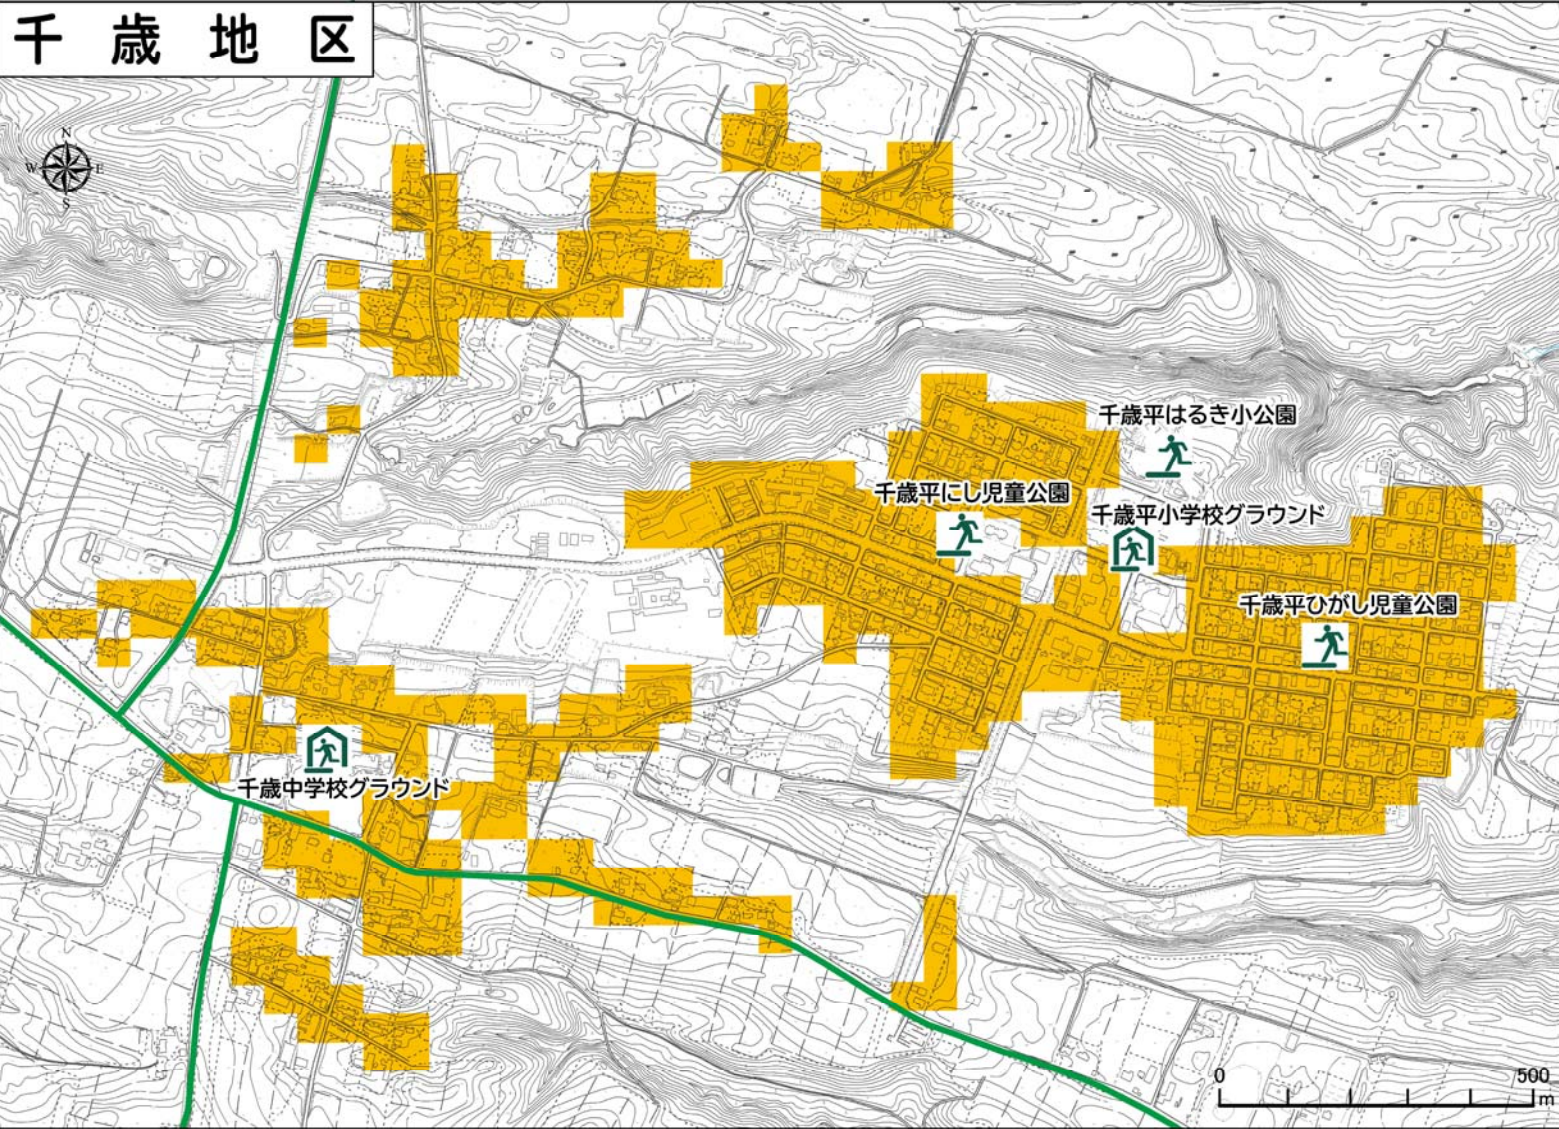 千歳地区
N
W E
S
千歳平はるき小公園
千歳平にし児童公園
千歳平小学校グラウンド
千歳平ひがし児童公園
千歳中学校グラウンド
0 500
m